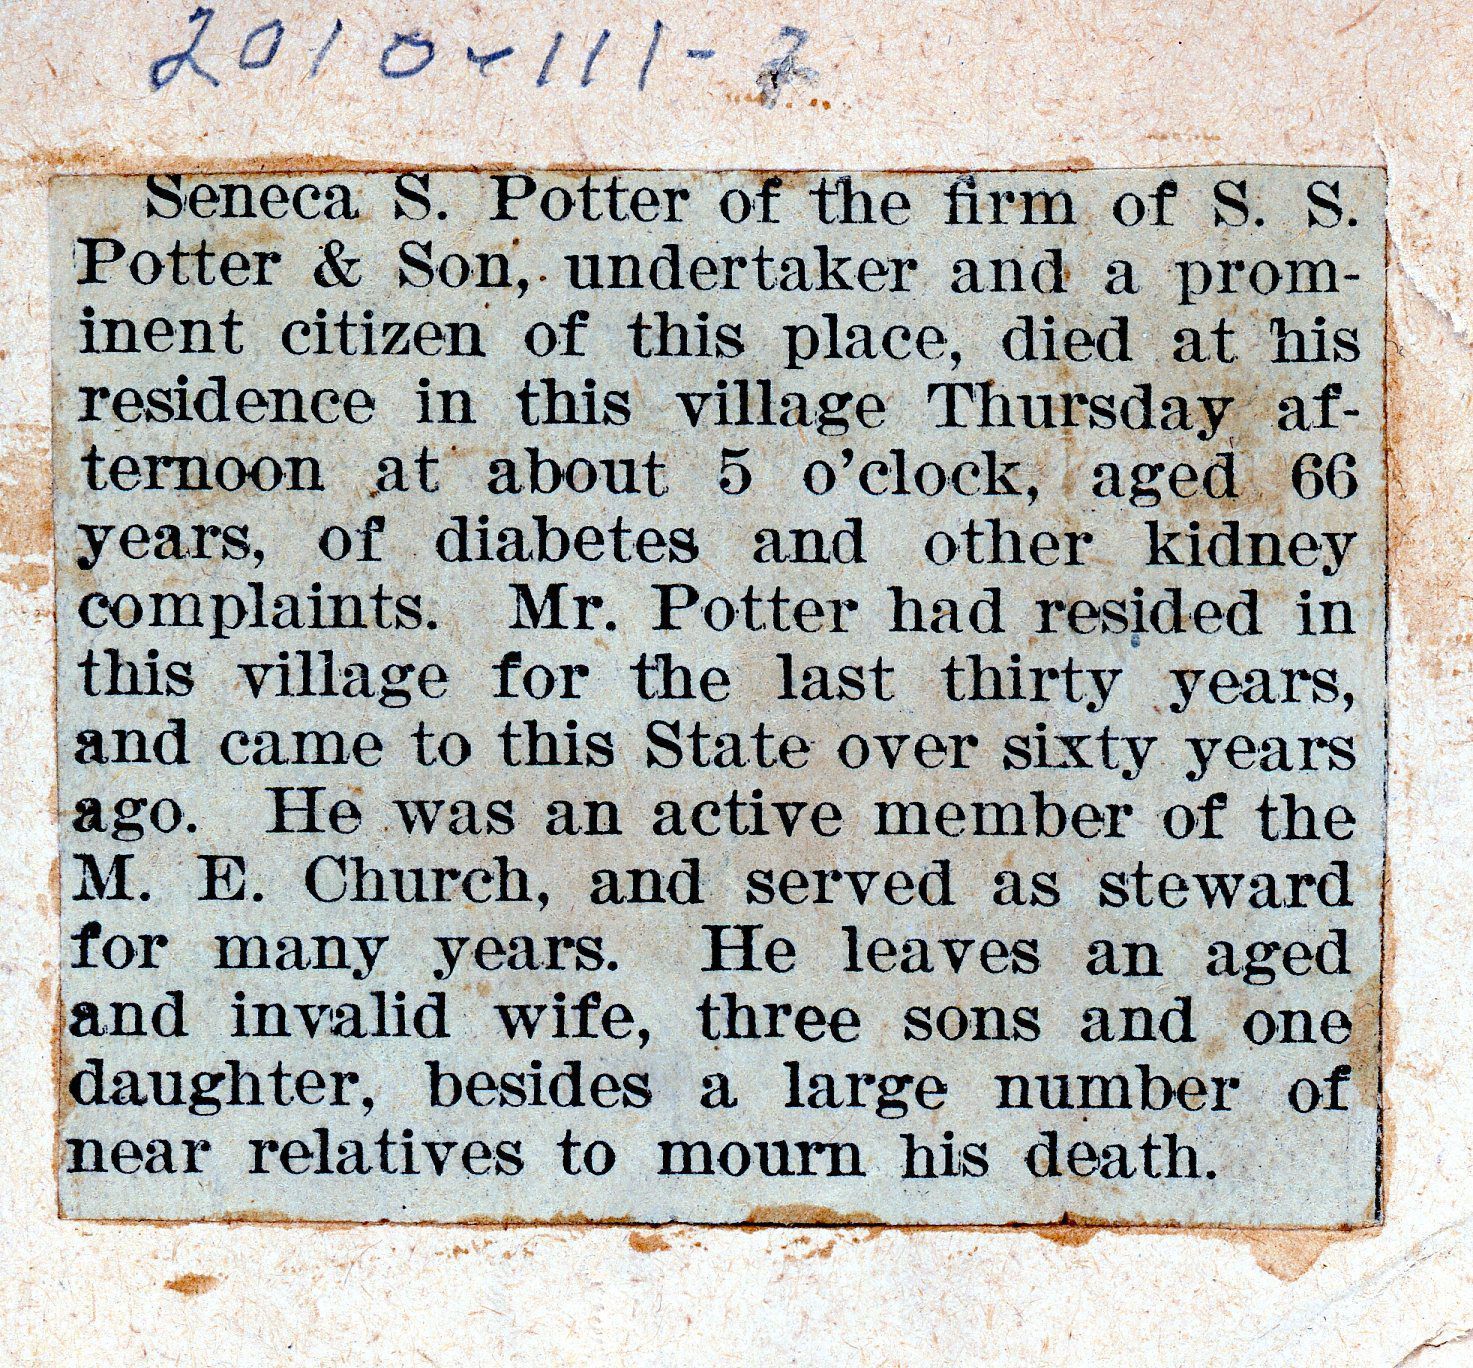 2010-111-2
Seneca S. Potter of the firm of S. S.
Potter & Son, undertaker and a prom-
inent citizen of this place, died at his
residence in this village Thursday af-
ternoon at about 5 o'clock, aged 66
years, of diabetes and other kidney
complaints. Mr. Potter had resided in
this village for the last thirty years,
and came to this State over sixty years
ago. He was an active member of the
M. E. Church, and served as steward
for many years. He leaves an aged
and invalid wife, three sons and one
daughter, besides a large number of
near relatives to mourn his death.